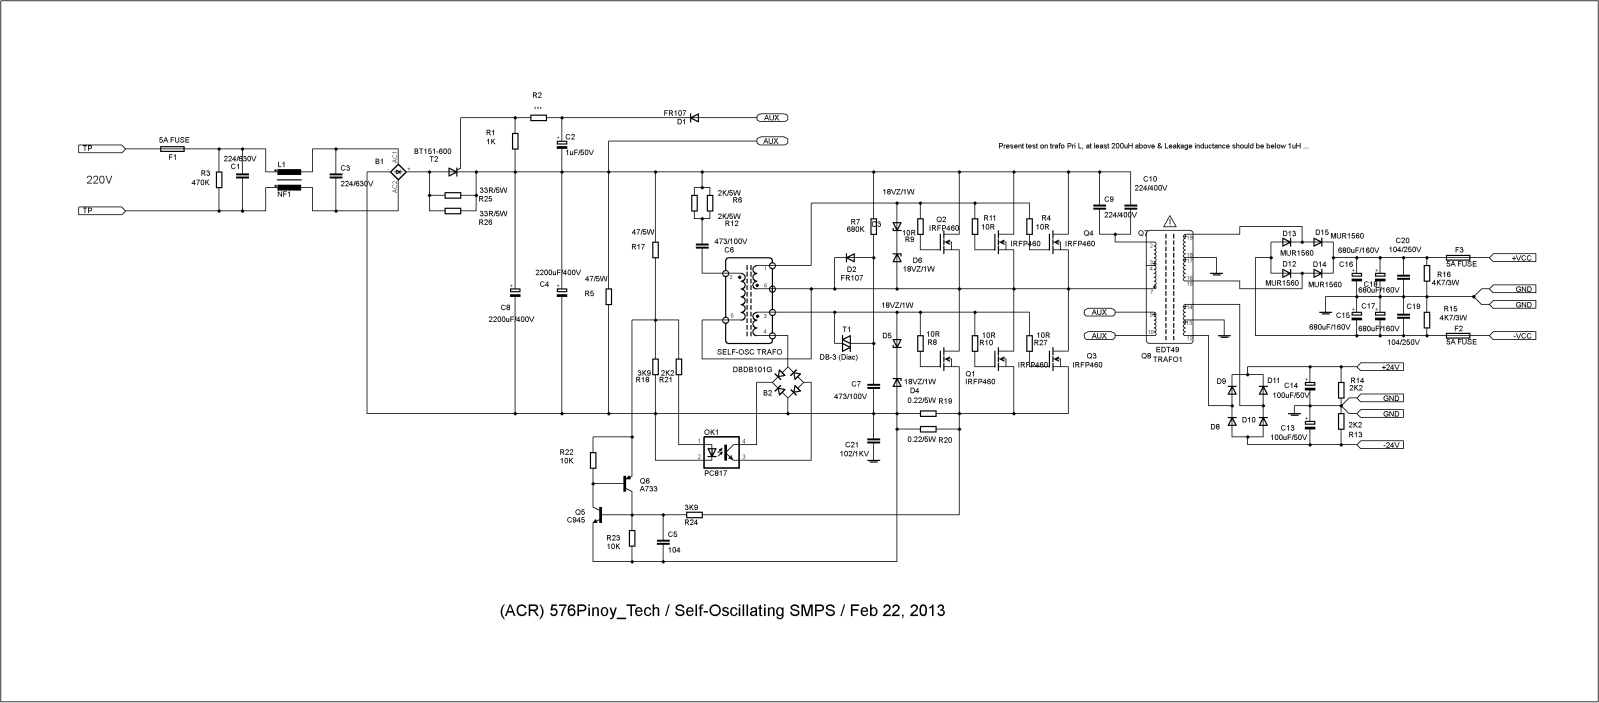 R2
***
FR107
D1
AUX
AUX
R1
1K
C2
1uF/50V
5A FUSE
F1
TP
220V
TP
R3
470K
224/630V
C1
L1
NF1
C3
224/630V
B1
AC1
AC2
BT151-600
T2
33R/5W
R25
33R/5W
R26
Present test on trafo Pri L, at least 200uH above & Leakage inductance should be below 1uH ...
2K/5W
R6
2K/5W
R12
473/100V
C6
47/5W
R17
47/5W
R5
2200uF/400V
C4
C8
2200uF/400V
SELF-OSC TRAFO
1
2
6
3
5
4
R7
680K
D3
18VZ/1W
10R
R9
D6
18VZ/1W
D2
FR107
Q2
IRFP460
R11
10R
IRFP460
R4
10R
Q4
IRFP460
C10
224/400V
C9
224/400V
18VZ/1W
D5
T1
DB-3 (Diac)
10R
R8
10R
R10
10R
R27
Q1
IRFP460
IRFP460
Q3
IRFP460
C7
473/100V
18VZ/1W
D4
0.22/5W
R19
0.22/5W
R20
C21
102/1KV
DBDB101G
B2
3K9
R18
2K2
R21
OK1
1
2
4
3
PC817
R22
10K
Q6
A733
Q5
C945
R23
10K
C5
104
3K9
R24
Q7
Q8
AUX
AUX
EDT49
TRAFO1
D13
D15
MUR1560
MUR1560
D12
D14
MUR1560
MUR1560
680uF/160V
C16
C18
680uF/160V
C20
104/250V
F3
5A FUSE
+VCC
R16
4K7/3W
GND
GND
R15
4K7/3W
C15
680uF/160V
C17
680uF/160V
C19
104/250V
F2
5A FUSE
-VCC
+24V
D9
D11
C14
100uF/50V
R14
2K2
GND
GND
D8
D10
C13
100uF/50V
2K2
R13
-24V
(ACR) 576Pinoy_Tech / Self-Oscillating SMPS / Feb 22, 2013